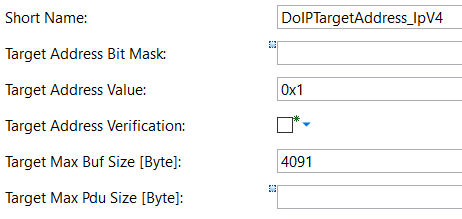 Short Name: DoIPTargetAddress_IpV4
Target Address Bit Mask:
Target Address Value: 0x1
Target Address Verification:
Target Max Buf Size [Byte]: 4091
Target Max Pdu Size [Byte]: